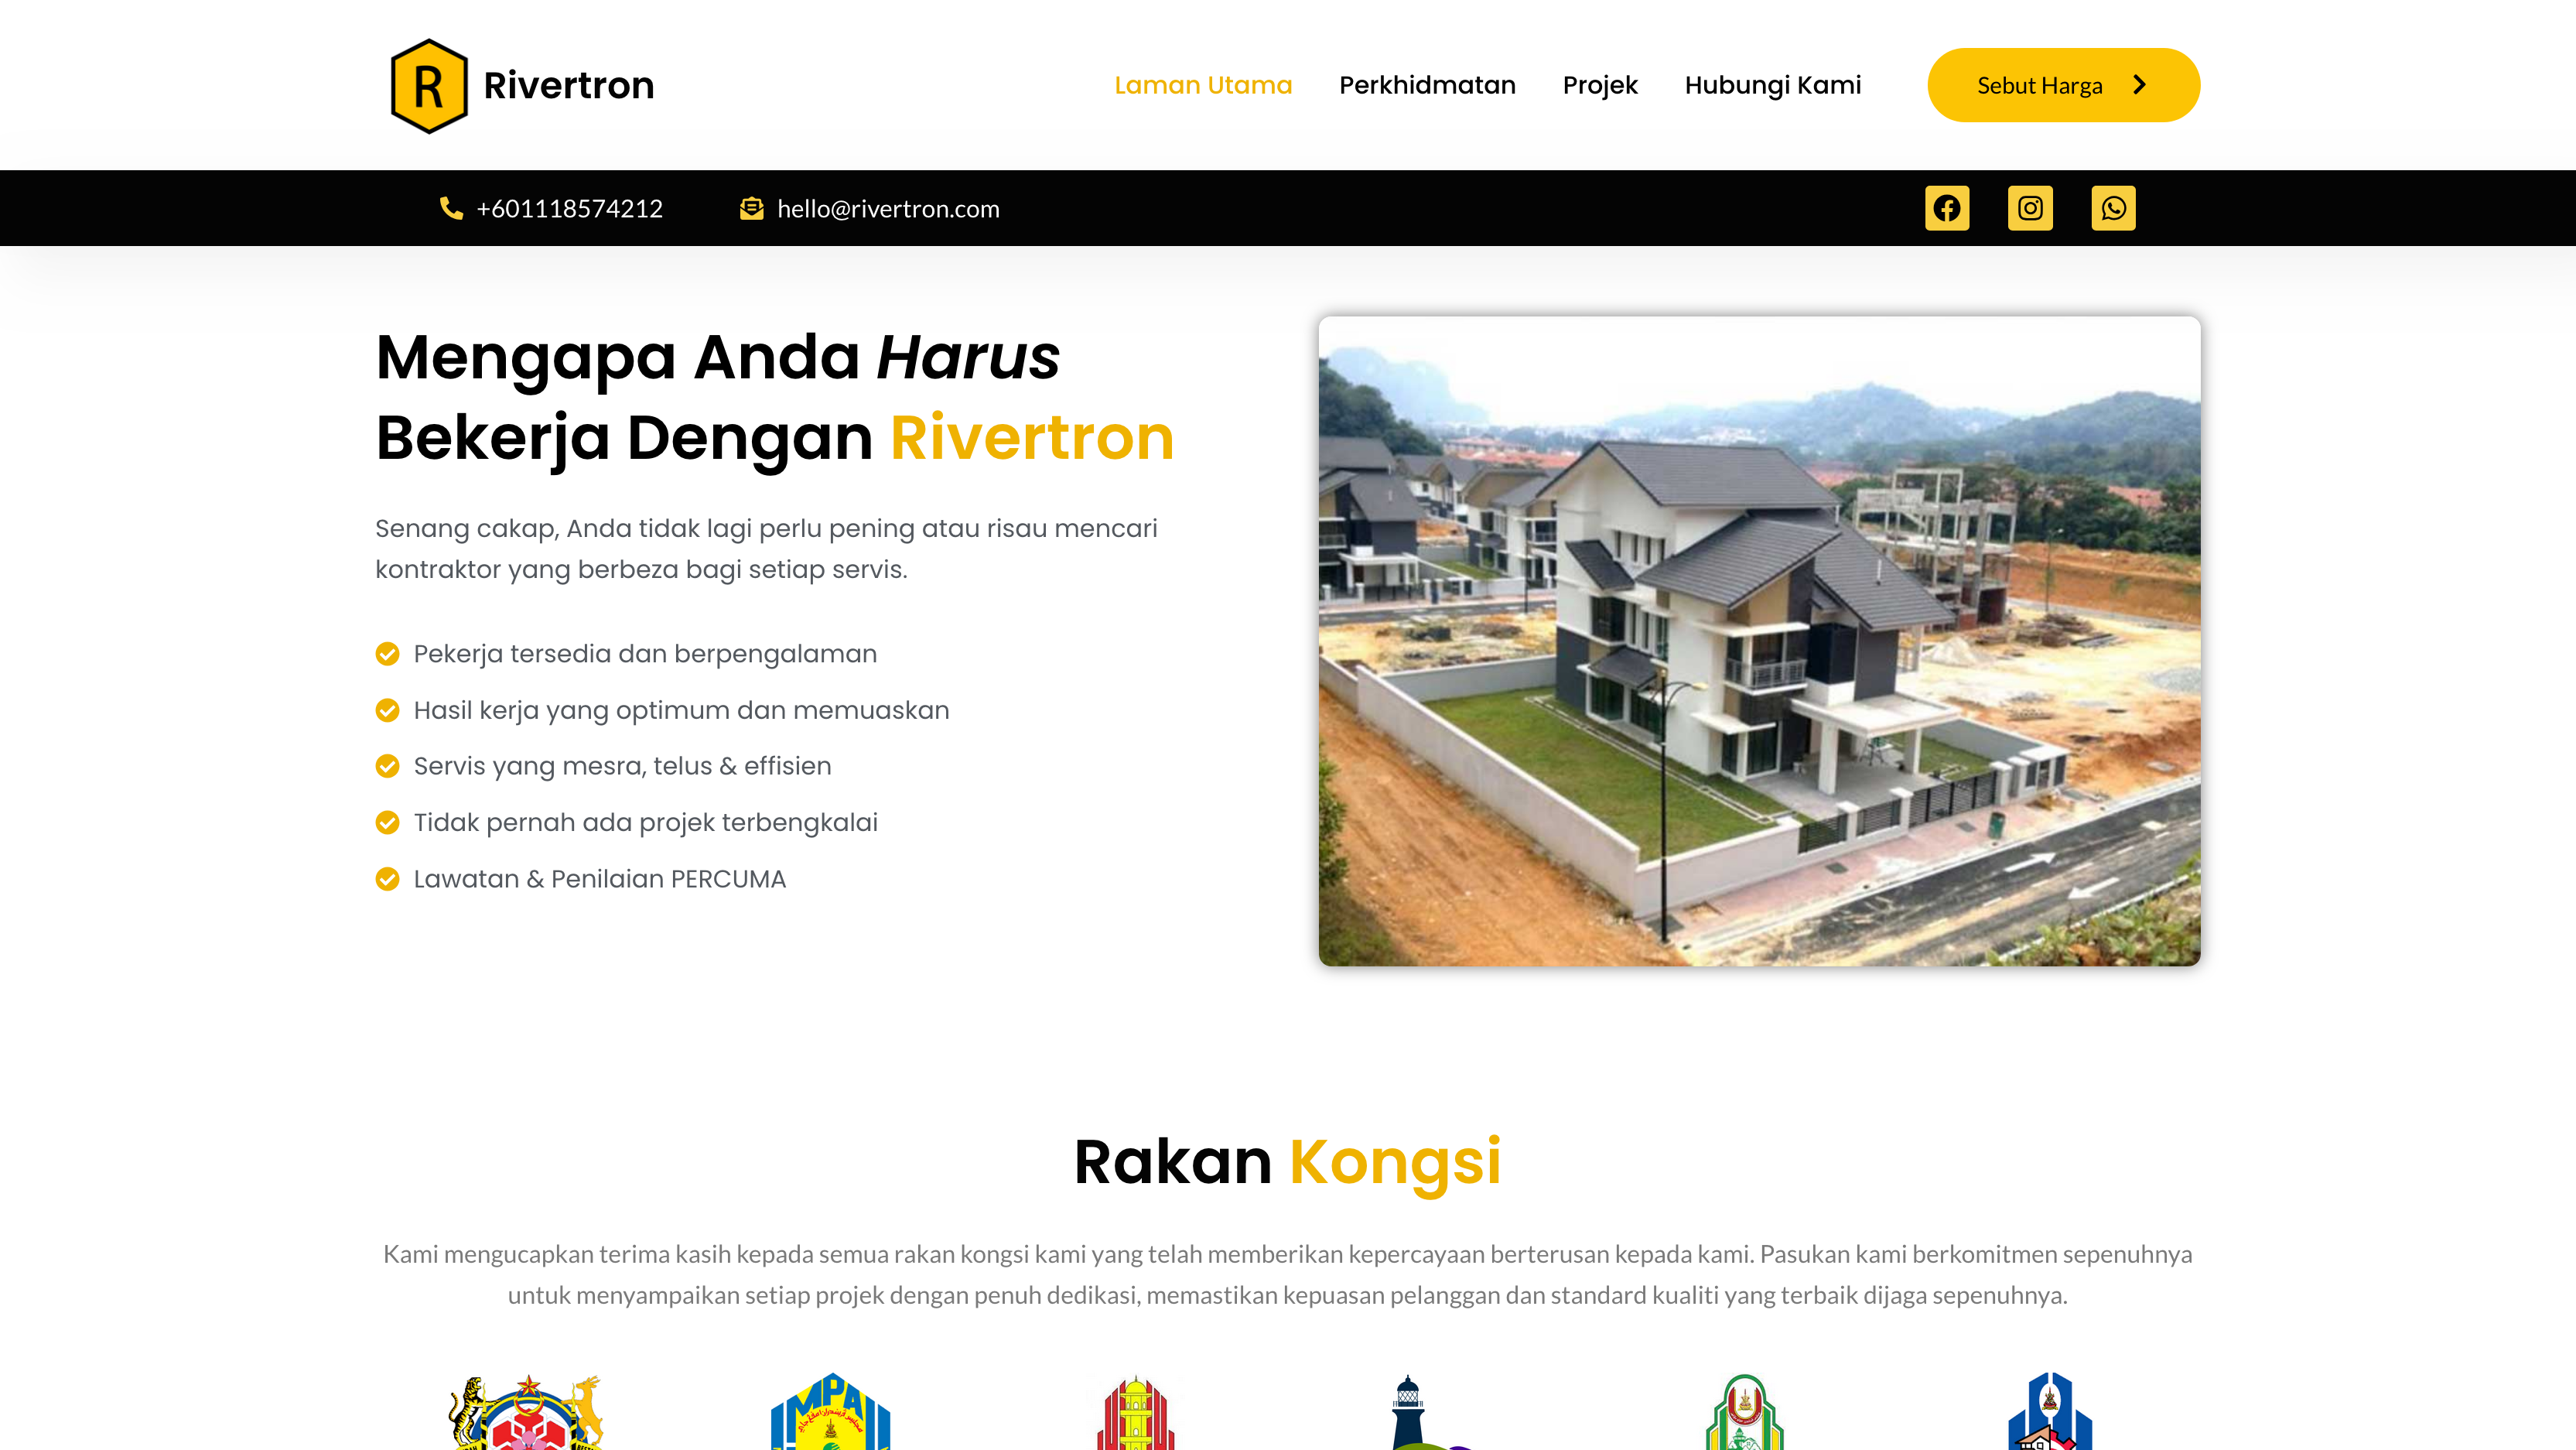 R Rivertron
Laman Utama
Perkhidmatan
Projek
Hubungi Kami
Sebut Harga
+601118574212
hello@rivertron.com
Mengapa Anda Harus
Bekerja Dengan Rivertron
Senang cakap, Anda tidak lagi perlu pening atau risau mencari
kontraktor yang berbeza bagi setiap servis.
Pekerja tersedia dan berpengalaman
Hasil kerja yang optimum dan memuaskan
Servis yang mesra, telus & effisien
Tidak pernah ada projek terbengkalai
Lawatan & Penilaian PERCUMA
Rakan Kongsi
Kami mengucapkan terima kasih kepada semua rakan kongsi kami yang telah memberikan kepercayaan berterusan kepada kami. Pasukan kami berkomitmen sepenuhnya
untuk menyampaikan setiap projek dengan penuh dedikasi, memastikan kepuasan pelanggan dan standard kualiti yang terbaik dijaga sepenuhnya.